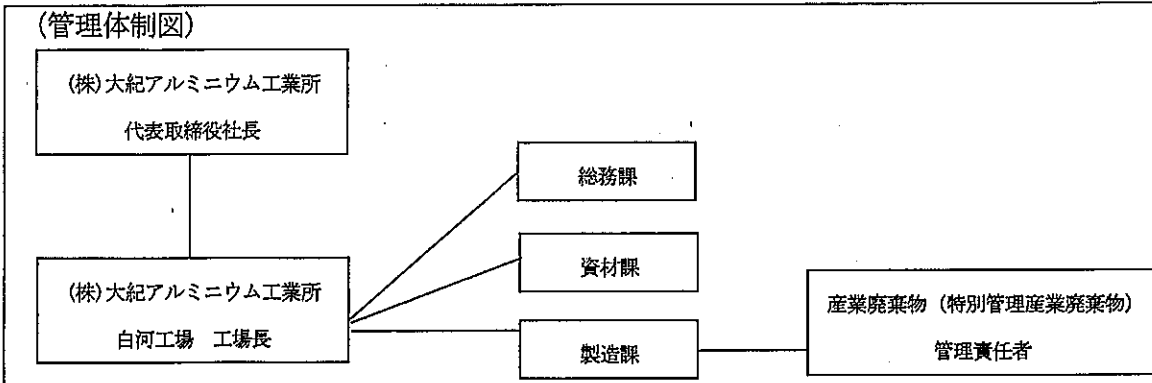 (管理体制図)
(株)大紀アルミニウム工業所
代表取締役社長
総務課
資材課
(株)大紀アルミニウム工業所
白河工場 工場長
製造課
産業廃棄物 (特別管理産業廃棄物)
管理責任者